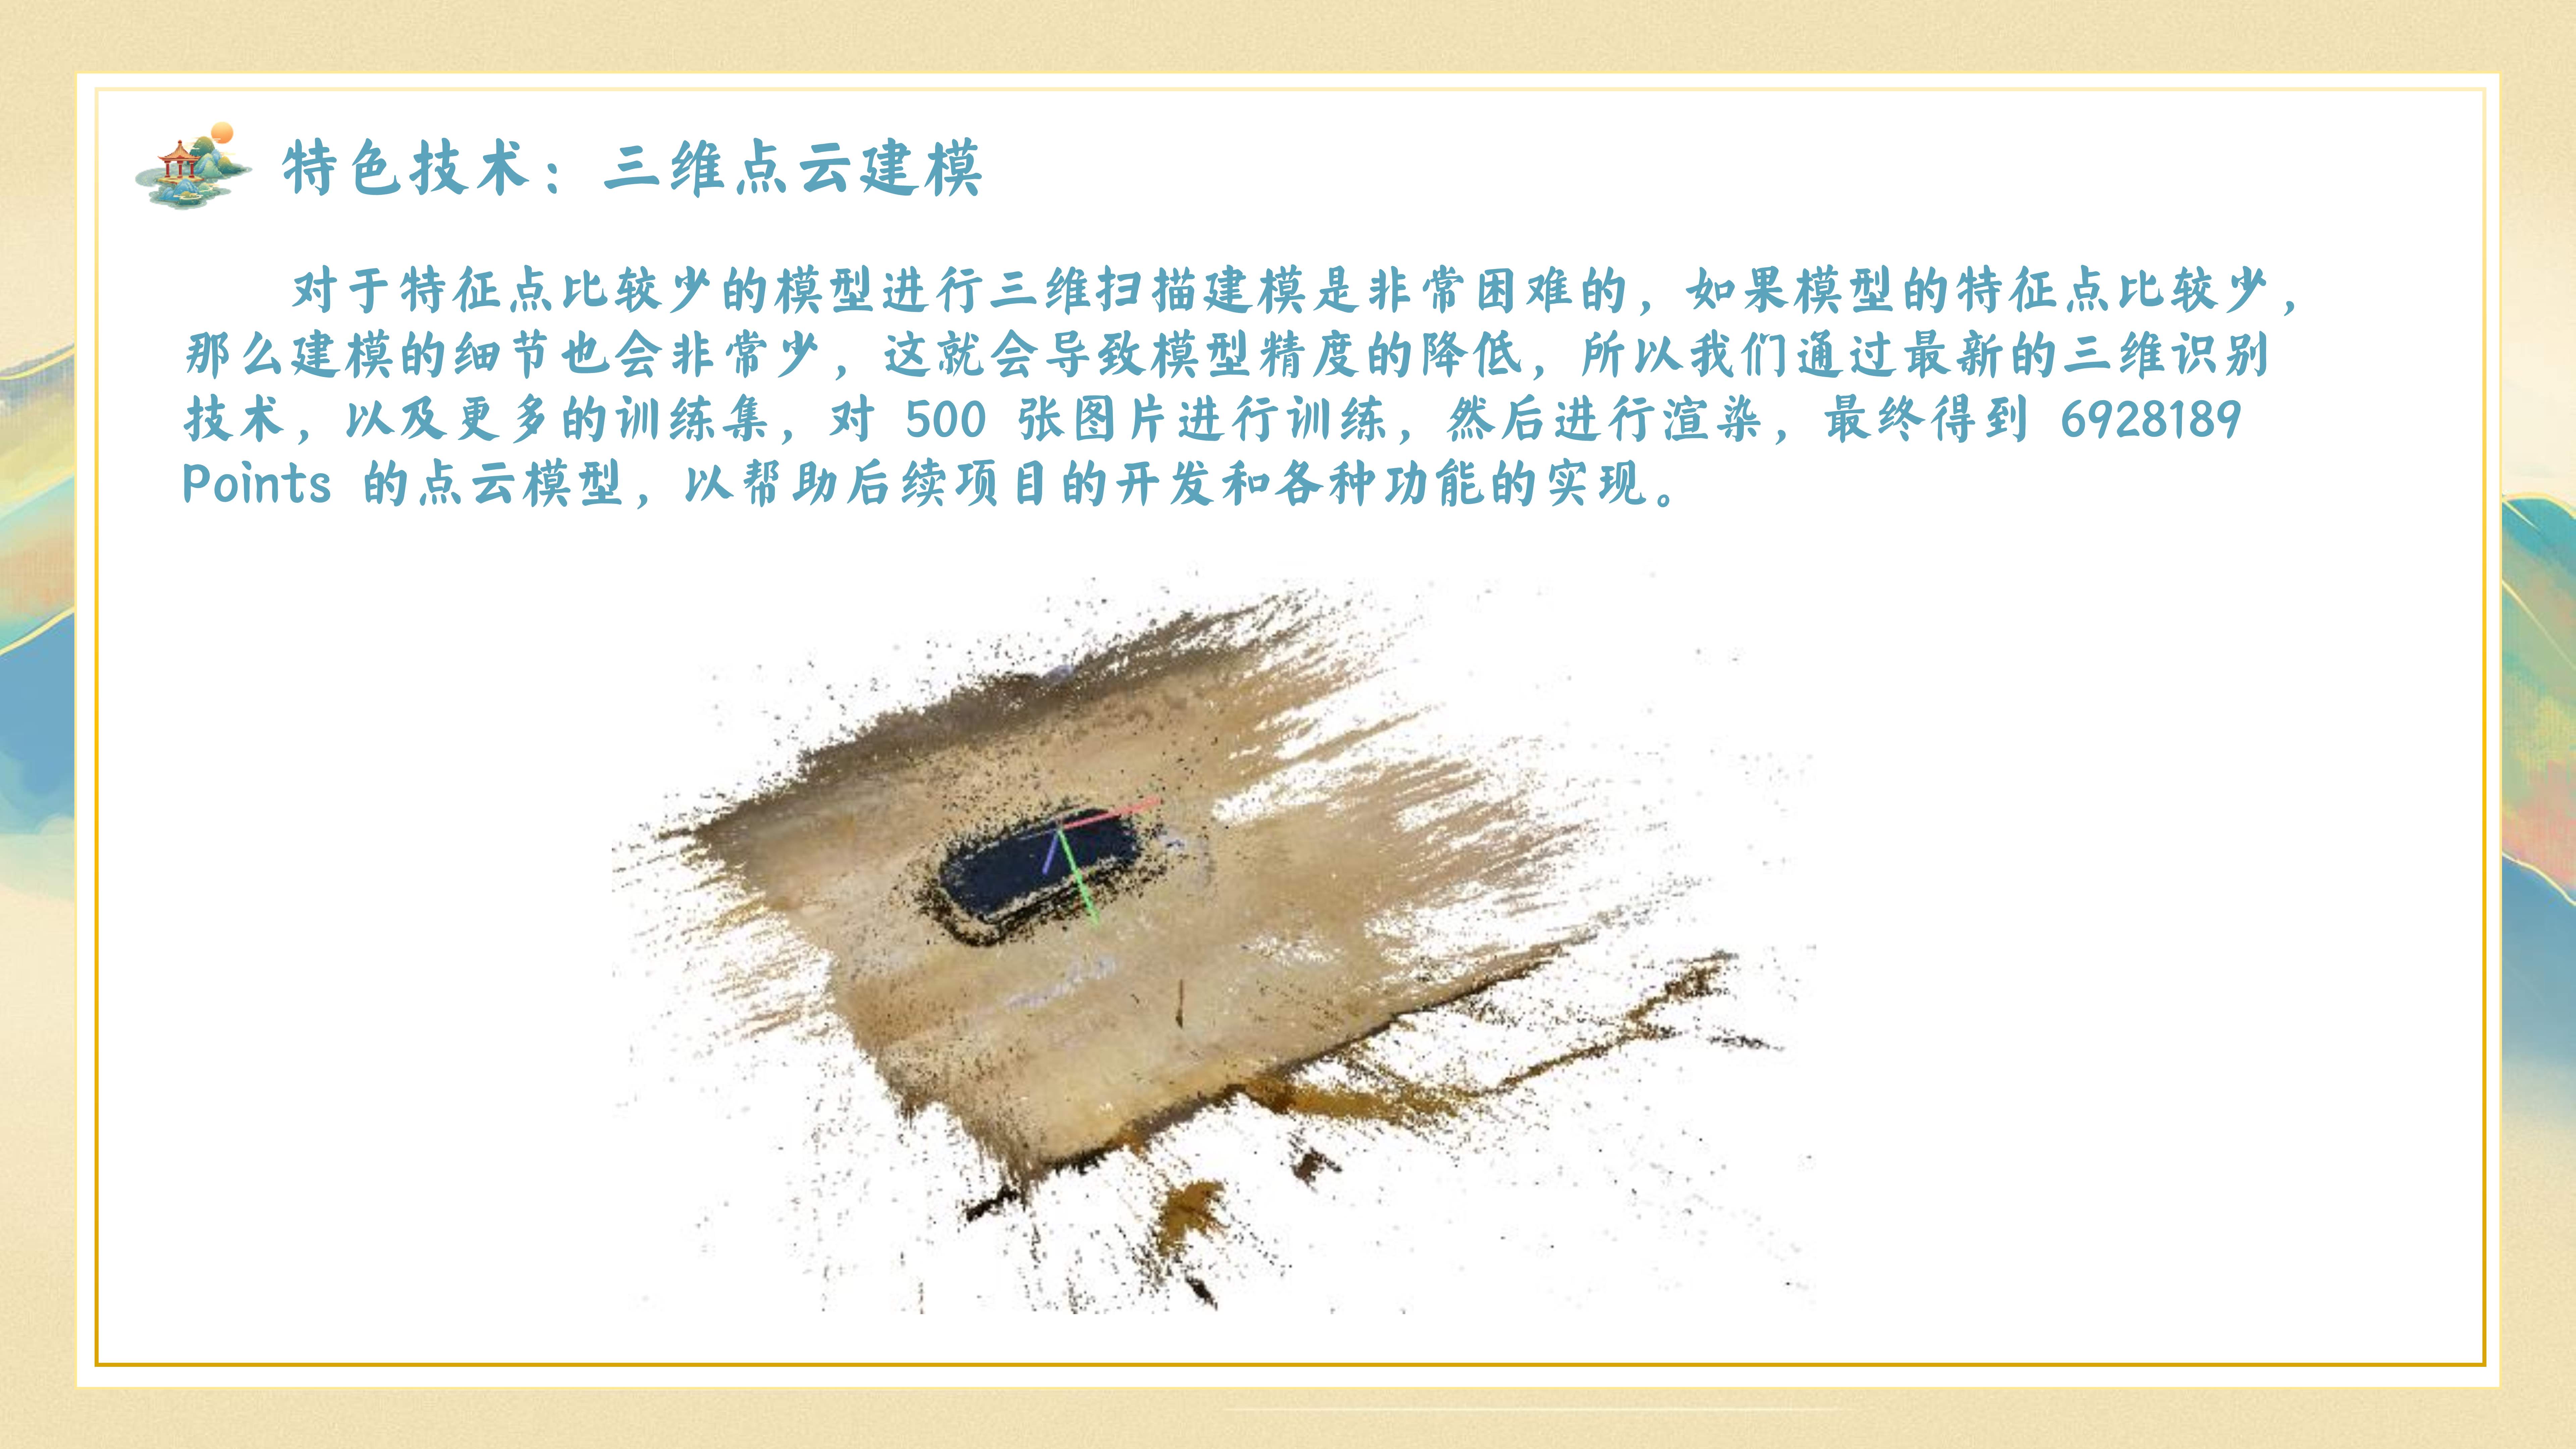 特色技术：三维点云建模
对于特征点比较少的模型进行三维扫描建模是非常困难的，如果模型的特征点比较少，
那么建模的细节也会非常少，这就会导致模型精度的降低，所以我们通过最新的三维识别
技术，以及更多的训练集，对 500 张图片进行训练，然后进行渲染，最终得到 6928189
Points 的点云模型，以帮助后续项目的开发和各种功能的实现。